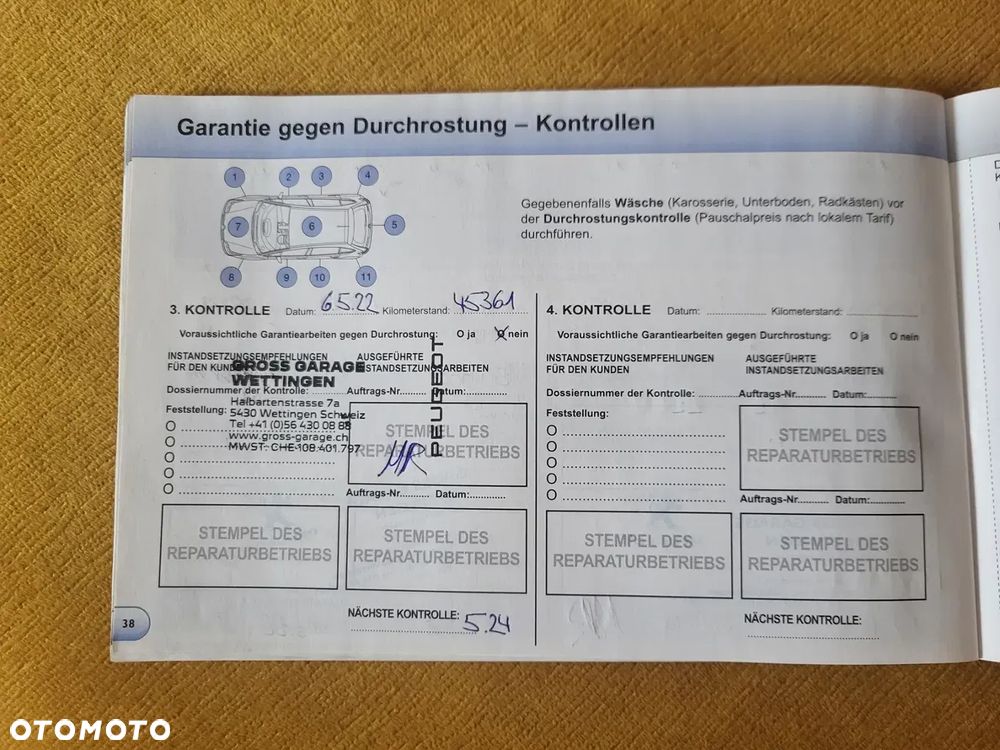 Garantie gegen Durchrostung – Kontrollen
1 2 3 4
7 6 5
8 9 10 11
Gegebenenfalls Wäsche (Karosserie, Unterboden, Radkästen) vor
der Durchrostungskontrolle (Pauschalpreis nach lokalem Tarif)
durchführen.
3. KONTROLLE Datum: 6.5.22 Kilometerstand: 45361
Voraussichtliche Garantiearbeiten gegen Durchrostung: O ja O nein
INSTANDSETZUNGSEMPFEHLUNGEN
FÜR DEN KUNDEN
AUSGEFÜHRTE
INSTANDSETZUNGSARBEITEN
GROSS GARAGE
WETTINGEN
Halbartenstrasse 7a
5430 Wettingen Schweiz
Tel +41 (0)56 430 08 88
www.gross-garage.ch
MWST: CHE-108.401.797
PEUGEOT
Dossiernummer der Kontrolle:
Auftrags-Nr. Datum:
Feststellung:
STEMPEL DES
REPARATURBETRIEBS
MR
Auftrags-Nr. Datum:
STEMPEL DES
REPARATURBETRIEBS
STEMPEL DES
REPARATURBETRIEBS
NÄCHSTE KONTROLLE:
5.24
4. KONTROLLE Datum: Kilometerstand:
Voraussichtliche Garantiearbeiten gegen Durchrostung: O ja O nein
INSTANDSETZUNGSEMPFEHLUNGEN
FÜR DEN KUNDEN
AUSGEFÜHRTE
INSTANDSETZUNGSARBEITEN
Dossiernummer der Kontrolle:
Auftrags-Nr. Datum:
Feststellung:
STEMPEL DES
REPARATURBETRIEBS
Auftrags-Nr. Datum:
STEMPEL DES
REPARATURBETRIEBS
STEMPEL DES
REPARATURBETRIEBS
NÄCHSTE KONTROLLE:
38
OTOMOTO